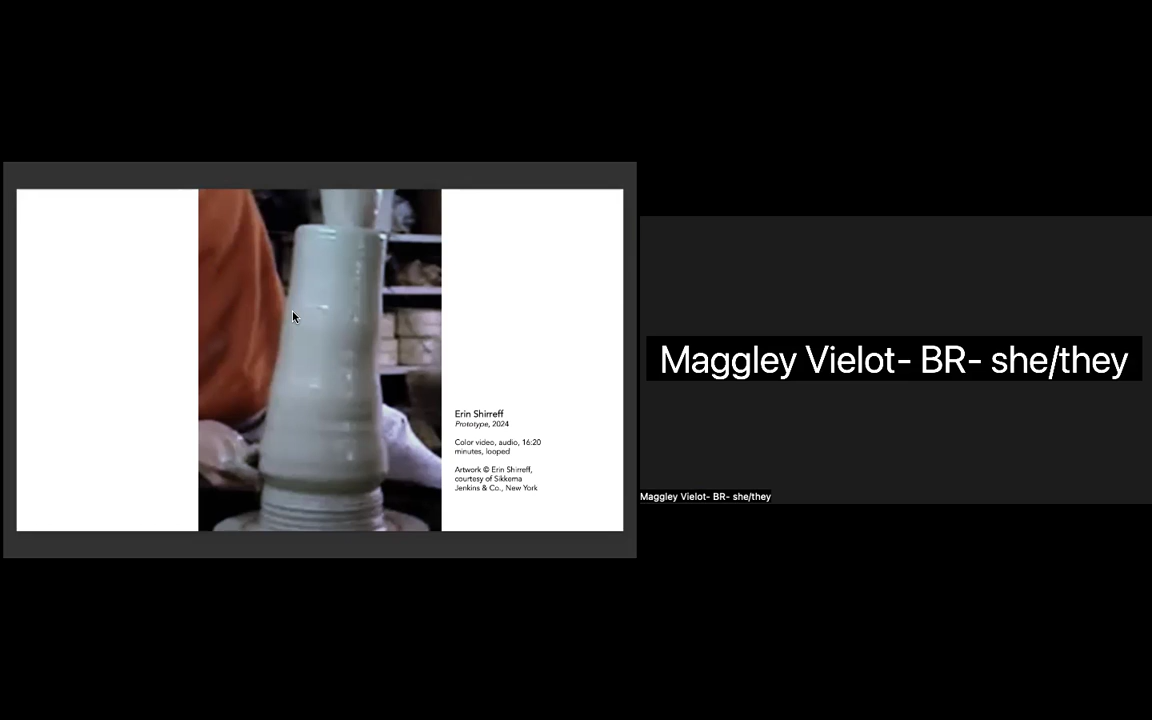 Erin Shirreff
Prototype, 2024
Color video, audio, 16:20
minutes, looped
Artwork © Erin Shirreff,
courtesy of Sikkema
Jenkins & Co., New York
Maggley Vielot- BR- she/they
Maggley Vielot- BR- she/they